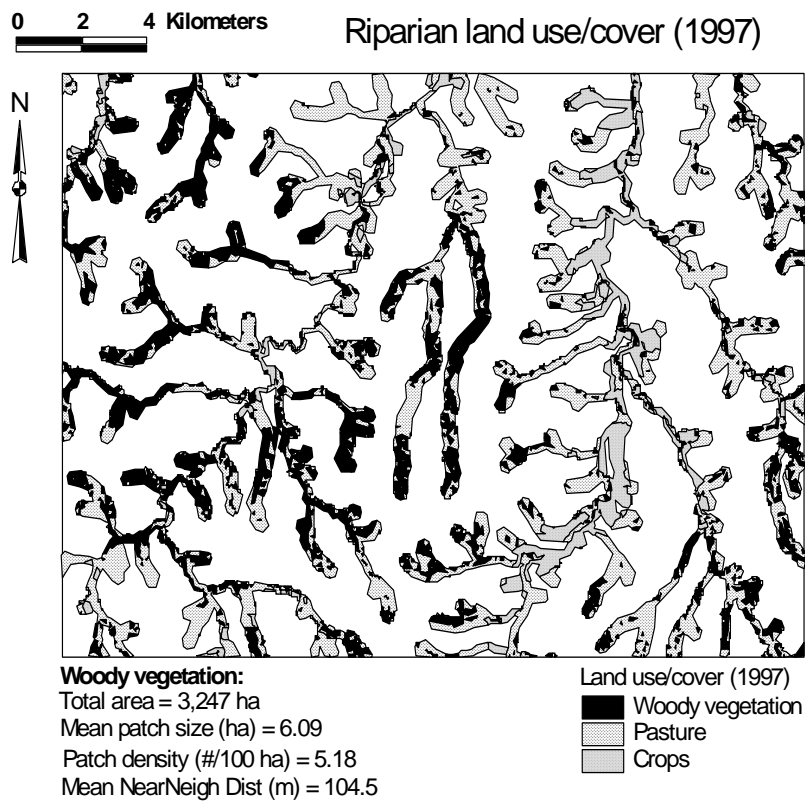 0 2 4 Kilometers
Riparian land use/cover (1997)
N
Woody vegetation:
Total area = 3,247 ha
Mean patch size (ha) = 6.09
Patch density (#/100 ha) = 5.18
Mean NearNeigh Dist (m) = 104.5
Land use/cover (1997)
Woody vegetation
Pasture
Crops